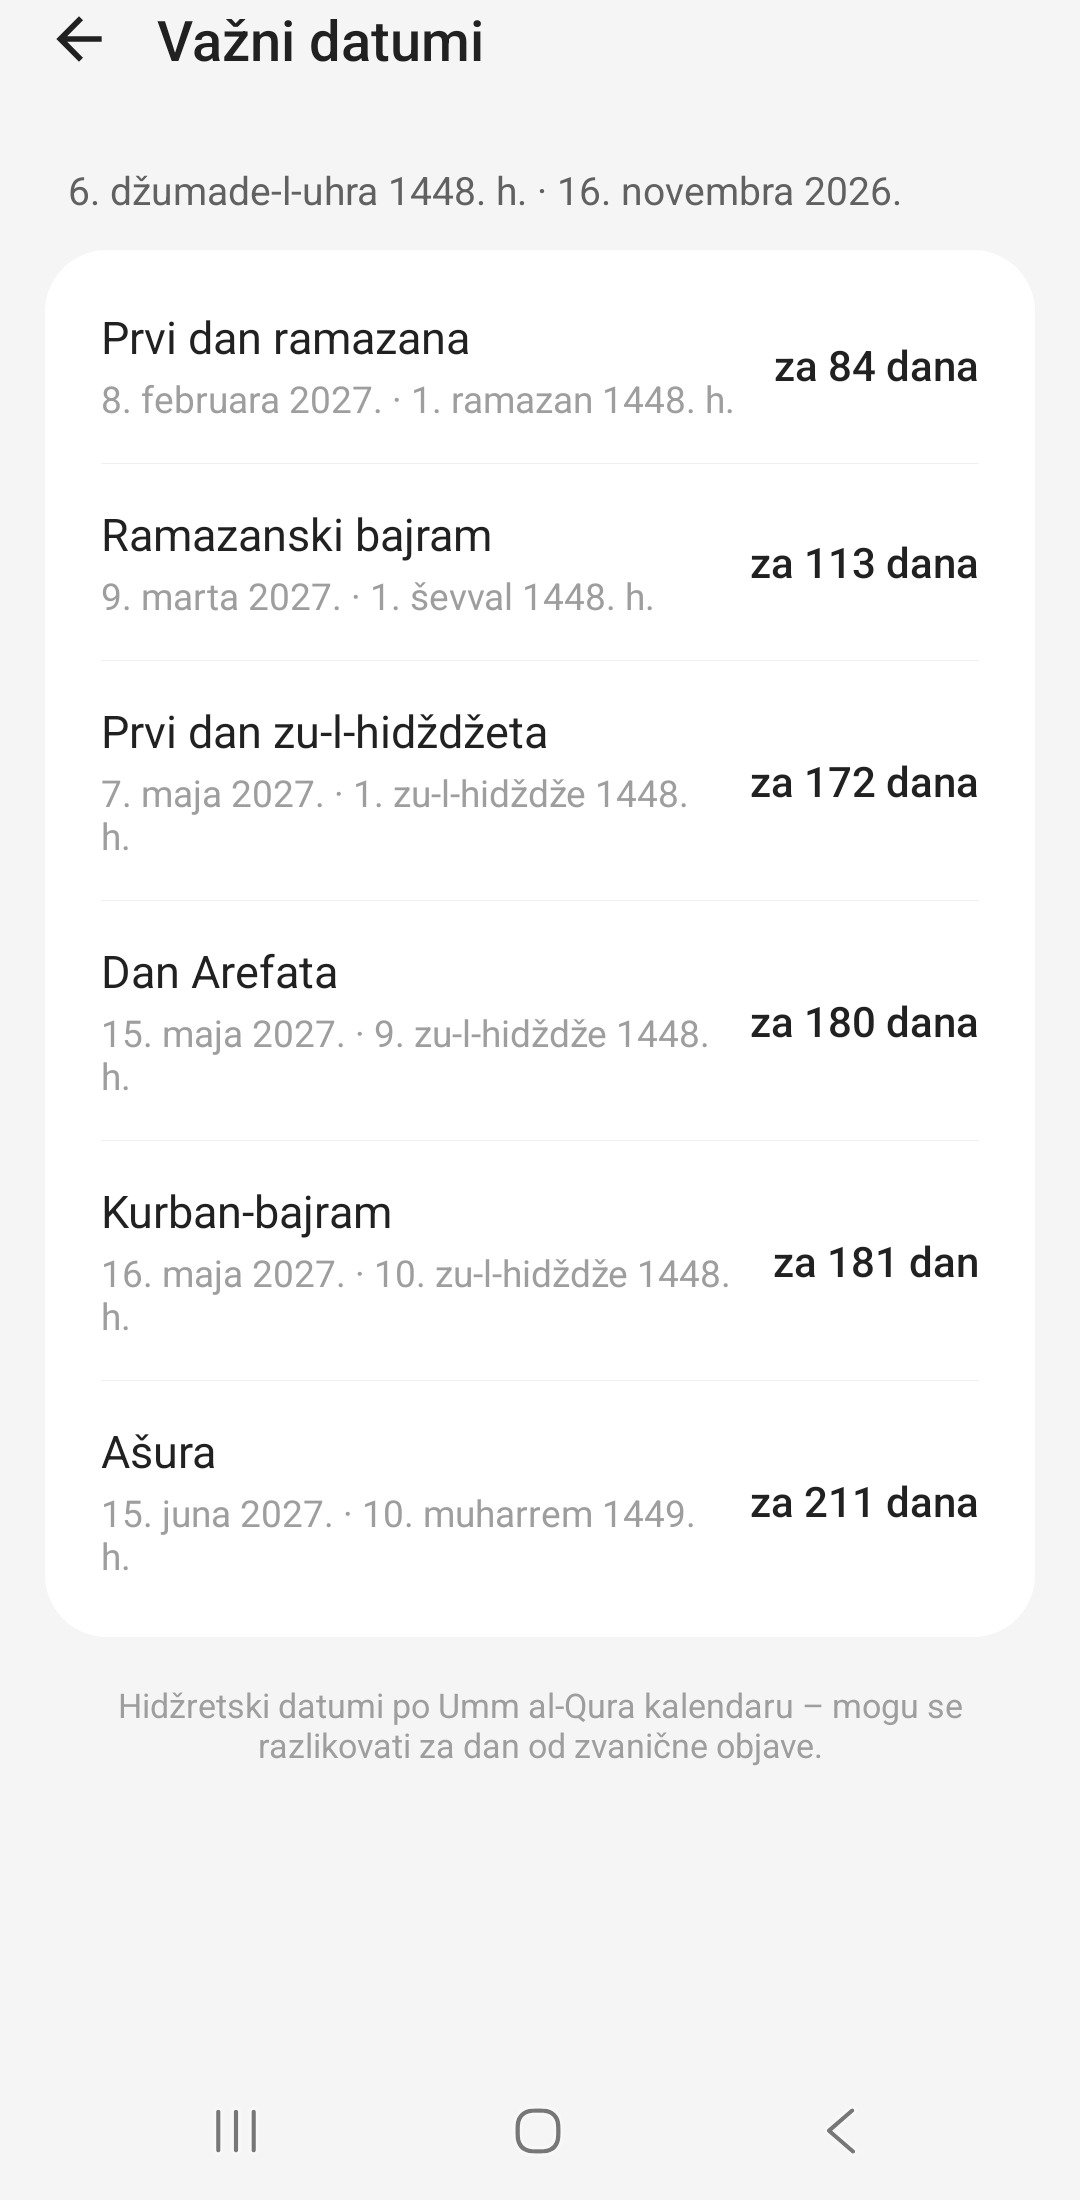 Važni datumi
6. džumade-l-uhra 1448. h. · 16. novembra 2026.
Prvi dan ramazana
8. februara 2027. · 1. ramazan 1448. h.
za 84 dana
Ramazanski bajram
9. marta 2027. · 1. ševval 1448. h.
za 113 dana
Prvi dan zu-l-hidždžeta
7. maja 2027. · 1. zu-l-hidždže 1448.
h.
za 172 dana
Dan Arefata
15. maja 2027. · 9. zu-l-hidždže 1448.
h.
za 180 dana
Kurban-bajram
16. maja 2027. · 10. zu-l-hidždže 1448.
h.
za 181 dan
Ašura
15. juna 2027. · 10. muharrem 1449.
h.
za 211 dana
Hidžretski datumi po Umm al-Qura kalendaru – mogu se
razlikovati za dan od zvanične objave.